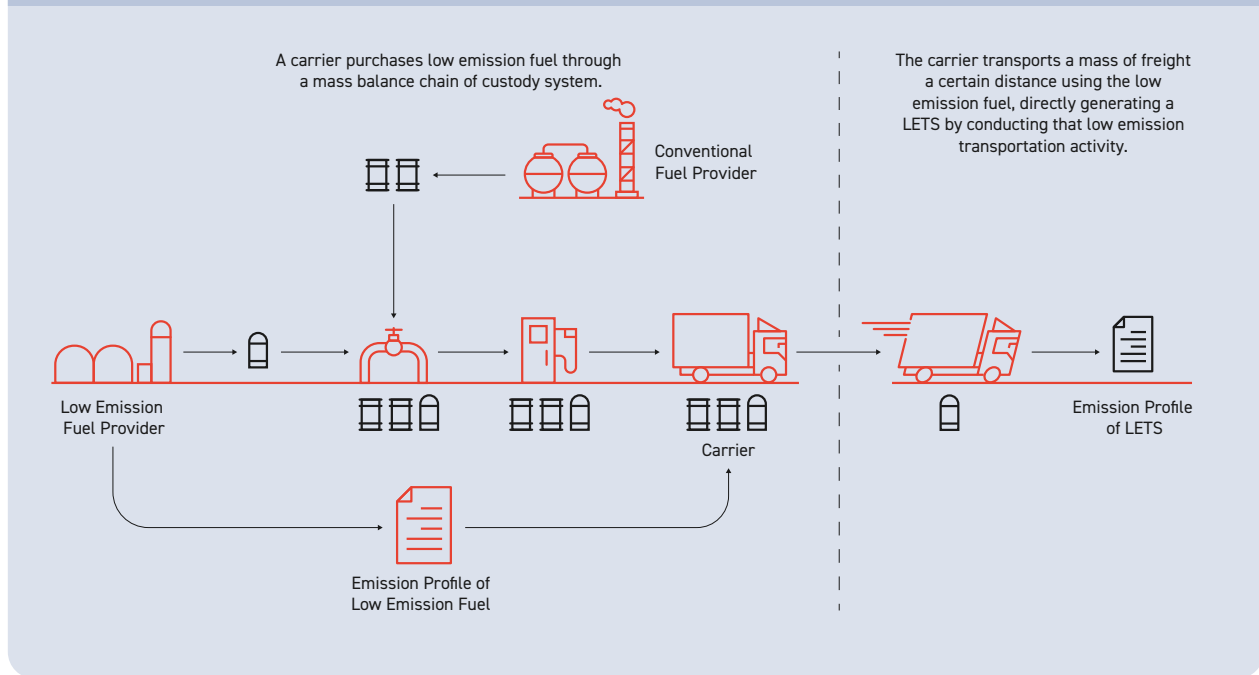 A carrier purchases low emission fuel through
a mass balance chain of custody system.
The carrier transports a mass of freight
a certain distance using the low
emission fuel, directly generating a
LETS by conducting that low emission
transportation activity.
Conventional
Fuel Provider
Low Emission
Fuel Provider
Carrier
Emission Profile
of LETS
Emission Profile of
Low Emission Fuel